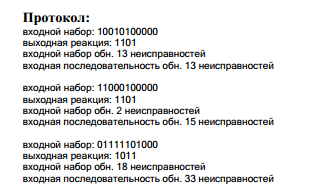 Протокол:
входной набор: 10010100000
выходная реакция: 1101
входной набор обн. 13 неисправностей
входная последовательность обн. 13 неисправностей
входной набор: 11000100000
выходная реакция: 1101
входной набор обн. 2 неисправностей
входная последовательность обн. 15 неисправностей
входной набор: 01111101000
выходная реакция: 1011
входной набор обн. 18 неисправностей
входная последовательность обн. 33 неисправностей